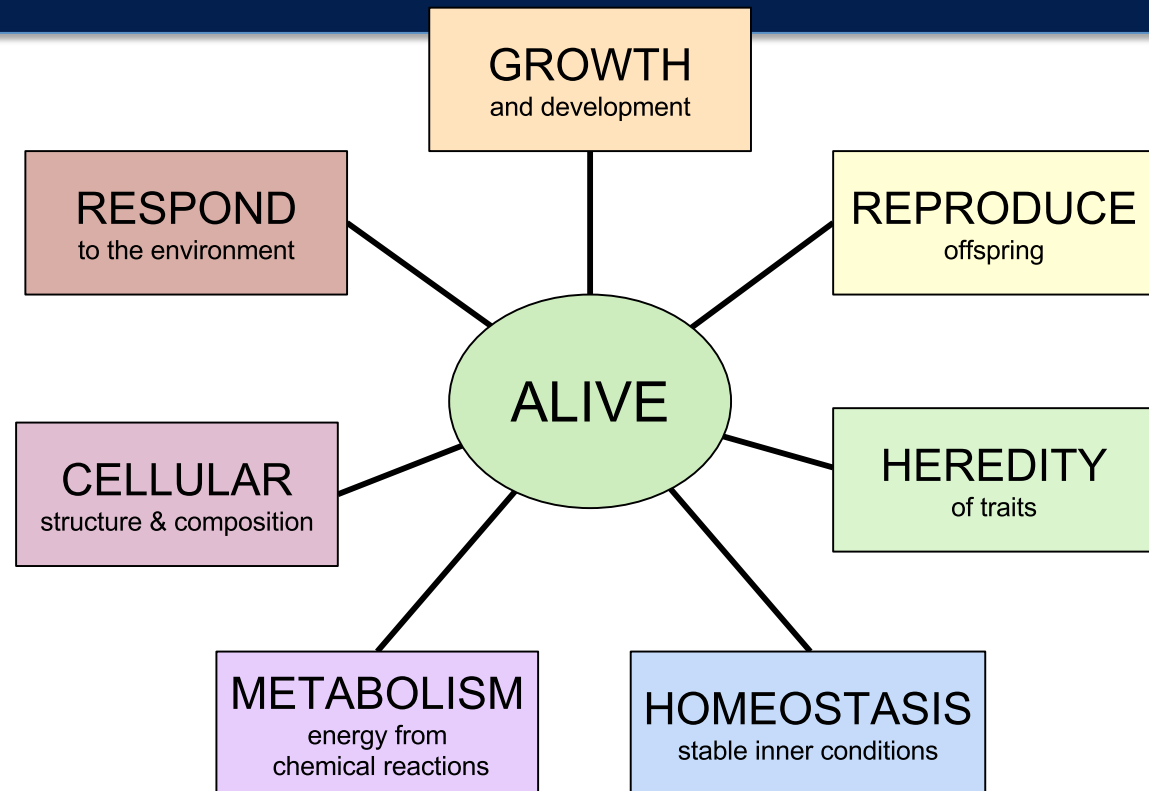 GROWTH
and development
RESPOND
to the environment
REPRODUCE
offspring
ALIVE
CELLULAR
structure & composition
HEREDITY
of traits
METABOLISM
energy from
chemical reactions
HOMEOSTASIS
stable inner conditions